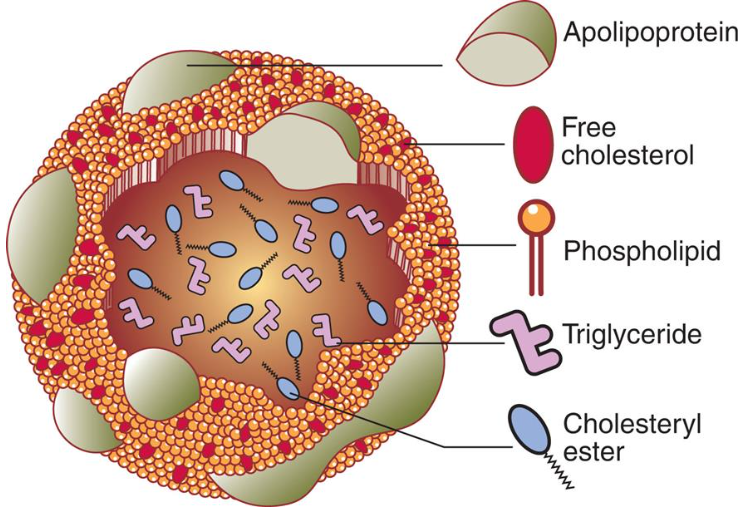 Apolipoprotein
Free
cholesterol
Phospholipid
Triglyceride
Cholesteryl
ester